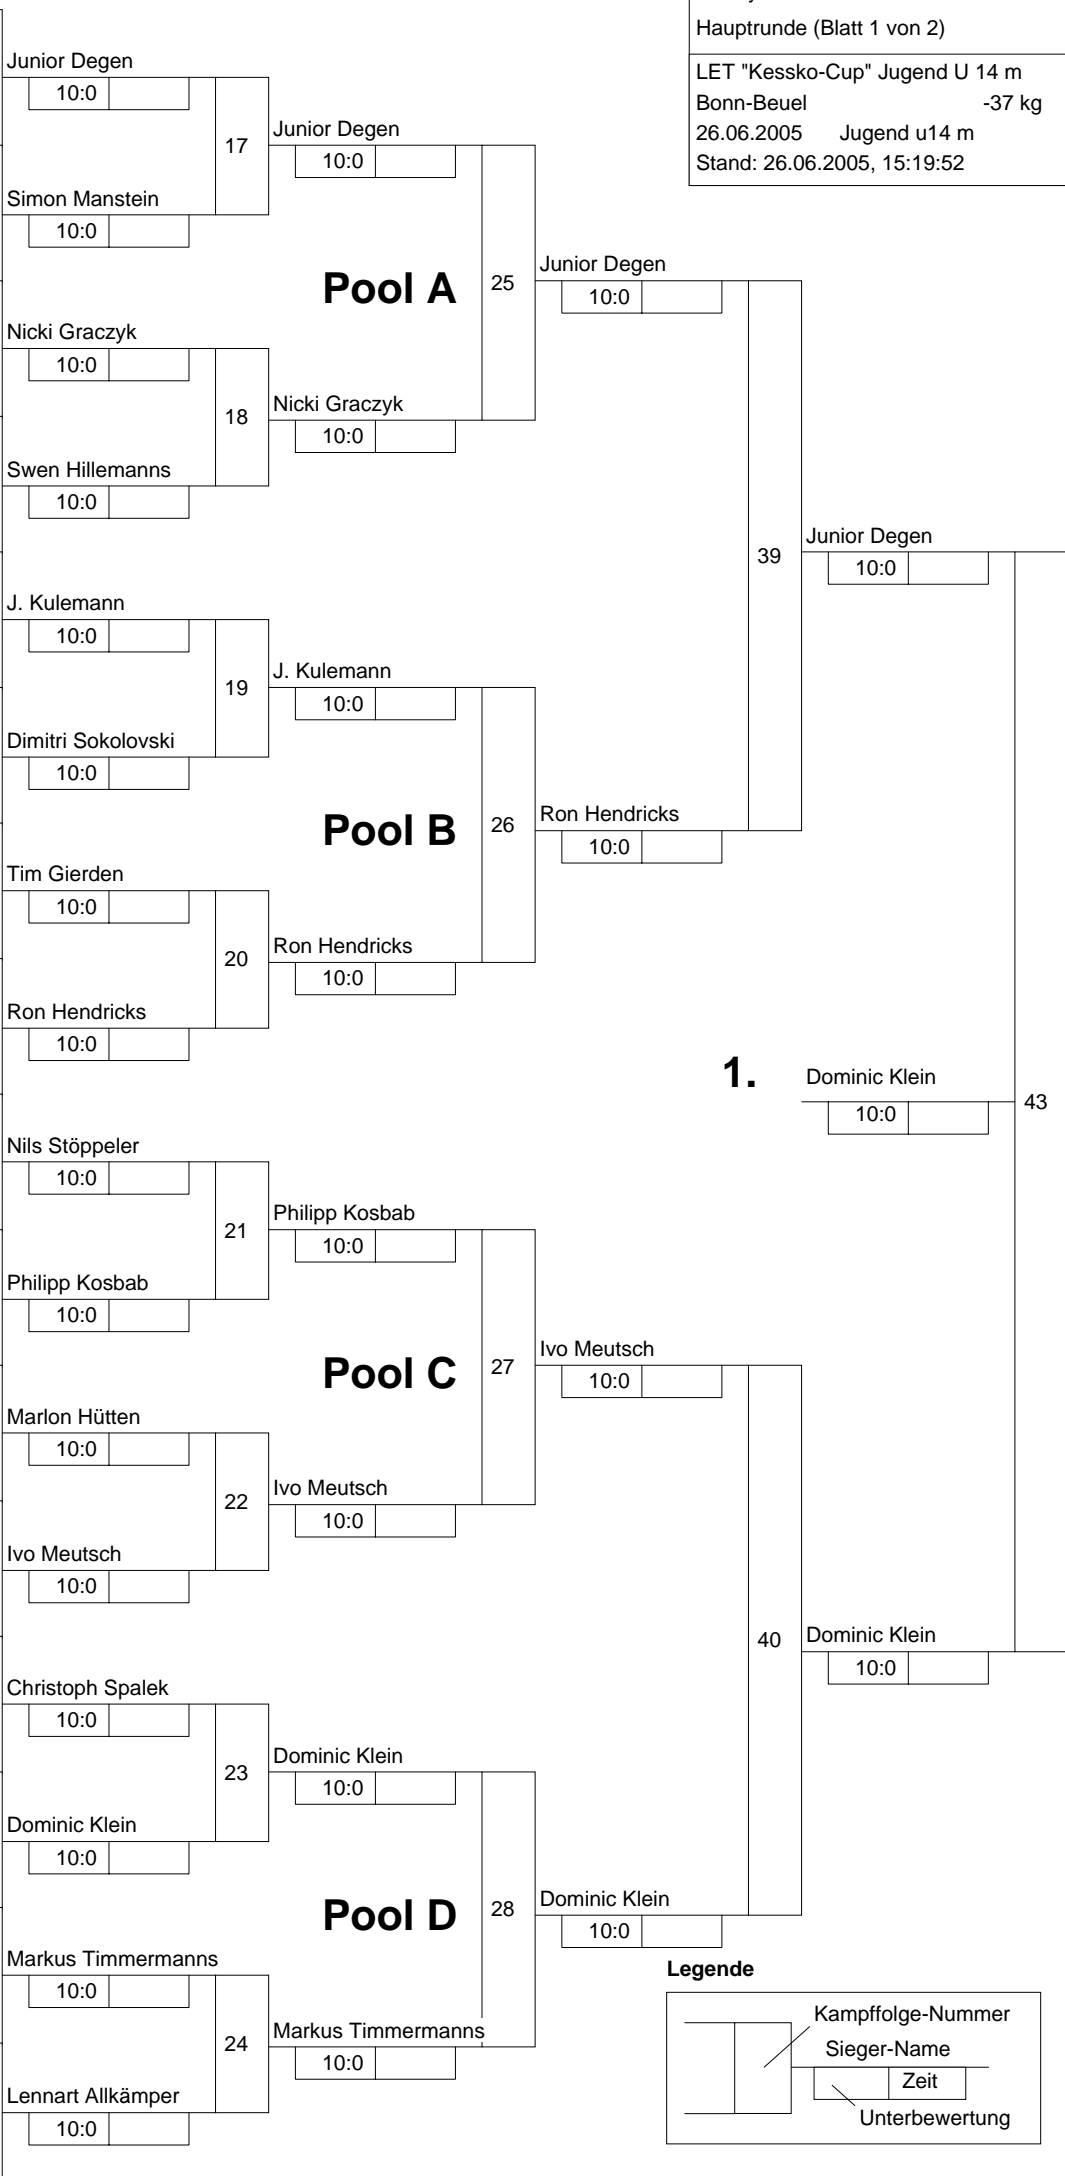 Hauptrunde (Blatt 1 von 2)
LET "Kessko-Cup" Jugend U 14 m
Bonn-Beuel -37 kg
26.06.2005 Jugend u14 m
Stand: 26.06.2005, 15:19:52
Junior Degen
10:0
17
Simon Manstein
10:0
Junior Degen
10:0
Pool A
25
Nicki Graczyk
10:0
18
Swen Hillemanns
10:0
Nicki Graczyk
10:0
Junior Degen
10:0
39
Junior Degen
10:0
J. Kulemann
10:0
19
Dimitri Sokolovski
10:0
J. Kulemann
10:0
Pool B
26
Ron Hendricks
10:0
Tim Gierden
10:0
20
Ron Hendricks
10:0
Ron Hendricks
10:0
1.
Dominic Klein
10:0
43
Nils Stöppeler
10:0
21
Philipp Kosbab
10:0
Philipp Kosbab
10:0
Pool C
27
Ivo Meutsch
10:0
Marlon Hütten
10:0
22
Ivo Meutsch
10:0
Ivo Meutsch
10:0
40
Dominic Klein
10:0
Christoph Spalek
10:0
23
Dominic Klein
10:0
Dominic Klein
10:0
Pool D
28
Dominic Klein
10:0
Markus Timmermanns
10:0
24
Lennart Allkämper
10:0
Markus Timmermanns
10:0
Legende
Kampffolge-Nummer
Sieger-Name
Zeit
Unterbewertung